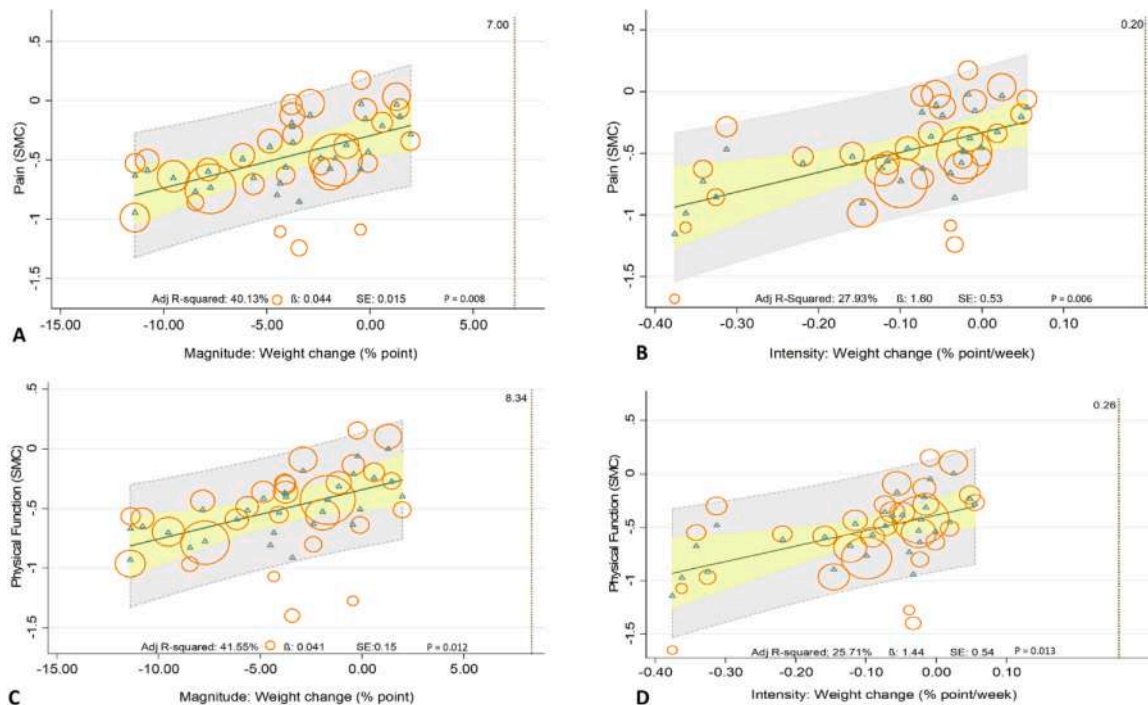 7.00
.5
0
-.5
-1
-1.5
Pain (SMC)
Adj R-squared: 40.13% ß: 0.044 SE: 0.015 P = 0.008
-15.00 -10.00 -5.00 0.00 5.00
A
Magnitude: Weight change (% point)
0.20
.5
0
-.5
-1
-1.5
Pain (SMC)
Adj R-Squared: 27.93% ß: 1.60 SE: 0.53 P = 0.006
-0.40 -0.30 -0.20 -0.10 0.00 0.10
B
Intensity: Weight change (% point/week)
8.34
.5
0
-.5
-1
-1.5
Physical Function (SMC)
Adj R-squared: 41.55% ß: 0.041 SE:0.15 P = 0.012
-15.00 -10.00 -5.00 0.00 5.00
C
Magnitude: Weight change (% point)
0.26
.5
0
-.5
-1
-1.5
Physical Function (SMC)
Adj R-squared; 25.71% ß: 1.44 SE: 0.54 P = 0.013
-0.40 -0.30 -0.20 -0.10 0.00 0.10
D
Intensity: Weight change (% point/week)